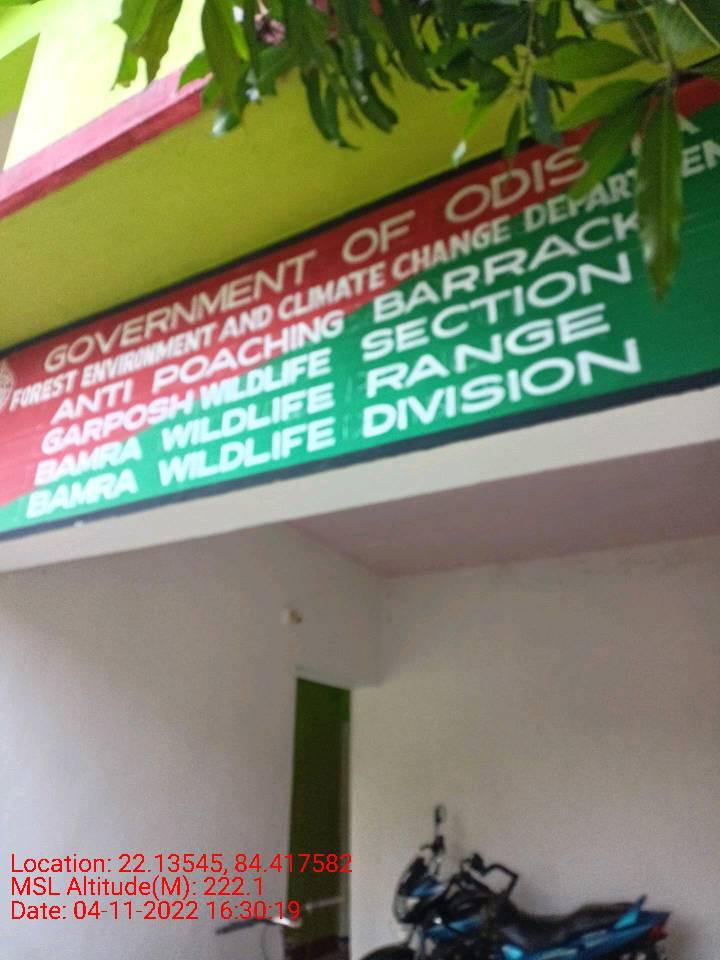 GOVERNMENT OF ODIS A
FOREST ENVIRONMENT AND CLIMATE CHANGE DEPARTMEN
ANTI POACHING BARRACK
GARPOSH WILDLIFE SECTION
BAMRA WILDLIFE RANGE
BAMRA WILDLIFE DIVISION
Location: 22.13545, 84.417582
MSL Altitude(M): 222.1
Date: 04-11-2022 16:30:19